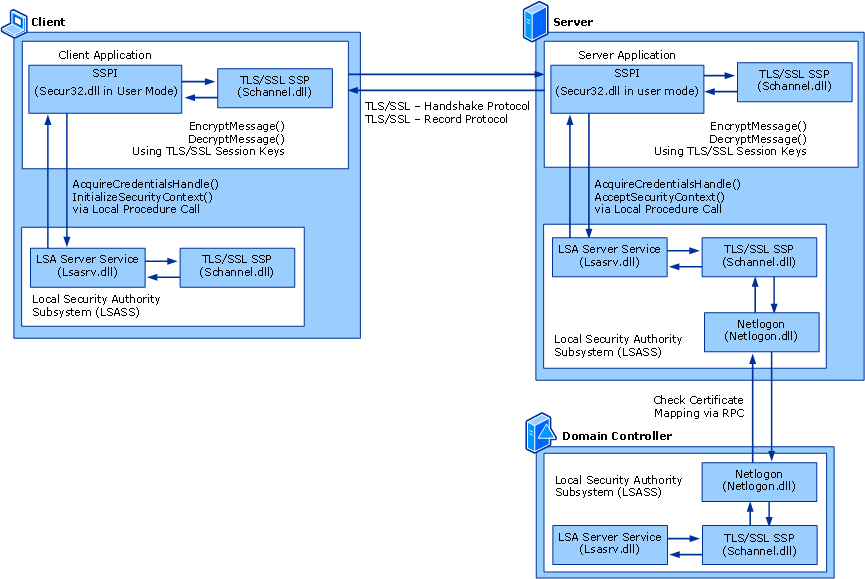 Client
Client Application
SSPI
(Secur32.dll in User Mode)
TLS/SSL SSP
(Schannel.dll)
EncryptMessage()
DecryptMessage()
Using TLS/SSL Session Keys
AcquireCredentialsHandle()
InitializeSecurityContext()
via Local Procedure Call
LSA Server Service
(Lsasrv.dll)
TLS/SSL SSP
(Schannel.dll)
Local Security Authority
Subsystem (LSASS)
TLS/SSL – Handshake Protocol
TLS/SSL – Record Protocol
Server
Server Application
SSPI
(Secur32.dll in user mode)
TLS/SSL SSP
(Schannel.dll)
EncryptMessage()
DecryptMessage()
Using TLS/SSL Session Keys
AcquireCredentialsHandle()
AcceptSecurityContext()
via Local Procedure Call
LSA Server Service
(Lsasrv.dll)
TLS/SSL SSP
(Schannel.dll)
Netlogon
(Netlogon.dll)
Local Security Authority
Subsystem (LSASS)
Check Certificate
Mapping via RPC
Domain Controller
Local Security Authority
Subsystem (LSASS)
Netlogon
(Netlogon.dll)
LSA Server Service
(Lsasrv.dll)
TLS/SSL SSP
(Schannel.dll)